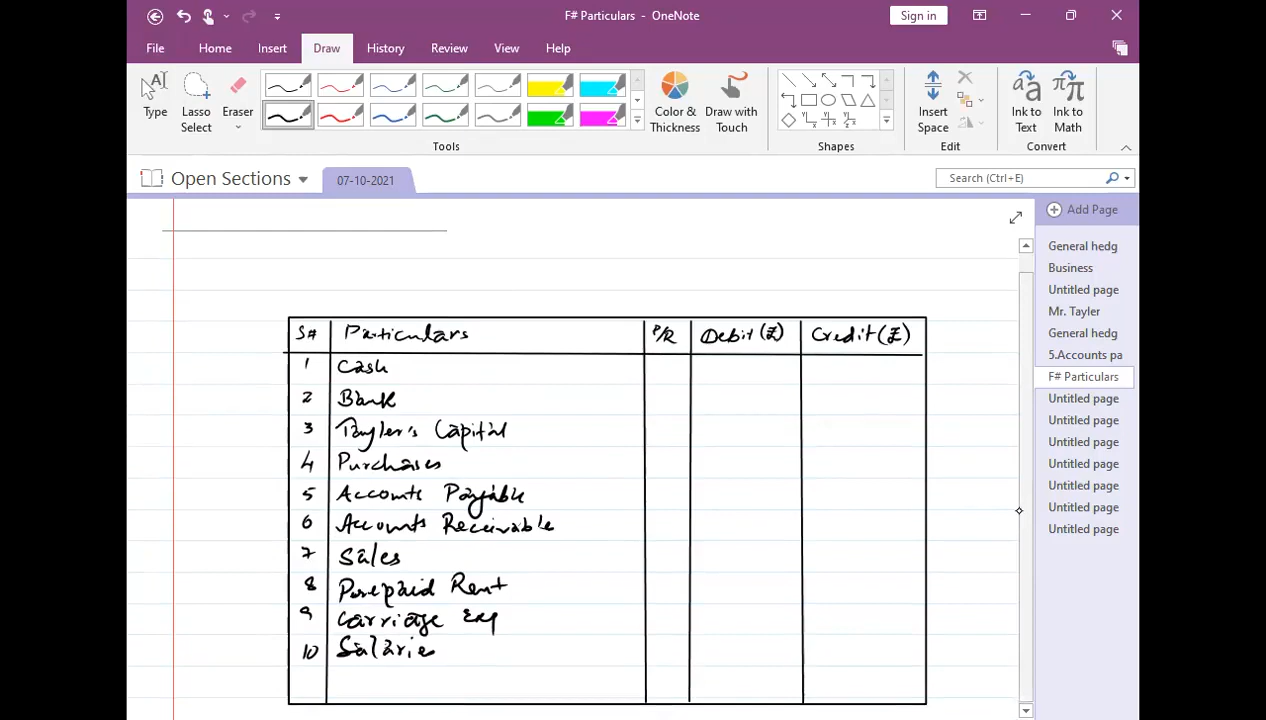 F# Particulars - OneNote
Sign in
File Home Insert Draw History Review View Help
Type
Lasso Select
Eraser
Color & Thickness
Draw with Touch
Insert Space
Ink to Text
Ink to Math
Tools Shapes Edit Convert
Open Sections 07-10-2021 Search (Ctrl+E)
Add Page
General hedg
Business
Untitled page
Mr. Tayler
General hedg
5.Accounts pa
F# Particulars
Untitled page
Untitled page
Untitled page
Untitled page
Untitled page
Untitled page
Untitled page
S# Particulars P/R Debit (£) Credit (£)
1 Cash
2 Bank
3 Tayler's Capital
4 Purchases
5 Accounts Payable
6 Accounts Receivable
7 Sales
8 Prepaid Rent
9 Carriage Exp
10 Salaries